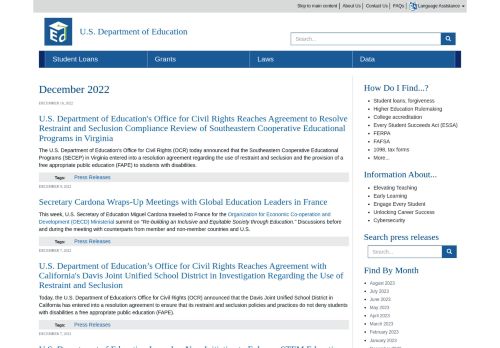 Skip to main content | About Us | Contact Us | FAQs | Language Assistance
U.S. Department of Education
Search...
Student Loans
Grants
Laws
Data
December 2022
U.S. Department of Education's Office for Civil Rights Reaches Agreement to Resolve
Restraint and Seclusion Compliance Review of Southeastern Cooperative Educational
Programs in Virginia
The U.S. Department of Education's Office for Civil Rights (OCR) today announced that the Southeastern Cooperative Educational
Programs (SECEP) in Virginia entered into a resolution agreement regarding the use of restraint and seclusion and the provision of a
free appropriate public education (FAPE) to students with disabilities.
Tags: Press Releases
Secretary Cardona Wraps-Up Meetings with Global Education Leaders in France
This week, U.S. Secretary of Education Miguel Cardona traveled to France for the Organization for Economic Co-operation and
Development (OECD) Ministerial summit on "Re-building an Inclusive and Equitable Society through Education." Discussions before
and during the meeting with counterparts from member and non-member countries and U.S.
Tags: Press Releases
DECEMBER 7, 2022
U.S. Department of Education's Office for Civil Rights Reaches Agreement with
California's Davis Joint Unified School District in Investigation Regarding the Use of
Restraint and Seclusion
Today, the U.S. Department of Education's Office for Civil Rights (OCR) announced that the Davis Joint Unified School District in
California has entered into a resolution agreement to ensure that its restraint and seclusion policies and practices do not deny students
with disabilities a free appropriate public education (FAPE).
Tags: Press Releases
DECEMBER 7, 2022
How Do I Find...?
Student loans, forgiveness
Higher Education Rulemaking
College accreditation
Every Student Succeeds Act (ESSA)
FERPA
FAFSA
1098, tax forms
More...
Information About...
Elevating Teaching
Early Learning
Engage Every Student
Unlocking Career Success
Cybersecurity
Search press releases
Search...
Find By Month
August 2023
July 2023
June 2023
May 2023
April 2023
March 2023
February 2023
January 2023